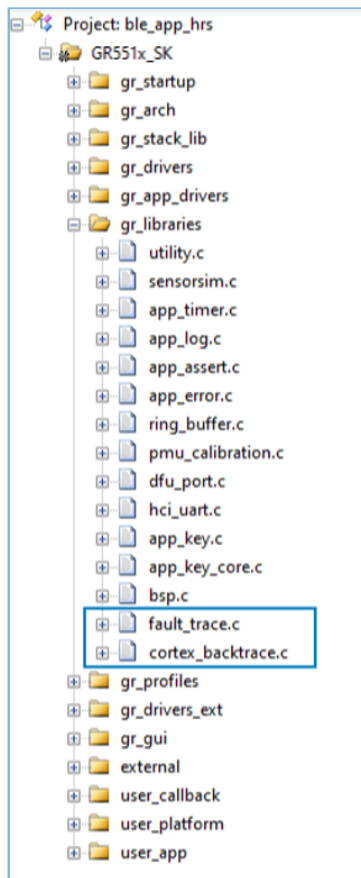 Project: ble_app_hrs
GR551x_SK
gr_startup
gr_arch
gr_stack_lib
gr_drivers
gr_app_drivers
gr_libraries
utility.c
sensorsim.c
app_timer.c
app_log.c
app_assert.c
app_error.c
ring_buffer.c
pmu_calibration.c
dfu_port.c
hci_uart.c
app_key.c
app_key_core.c
bsp.c
fault_trace.c
cortex_backtrace.c
gr_profiles
gr_drivers_ext
gr_gui
external
user_callback
user_platform
user_app